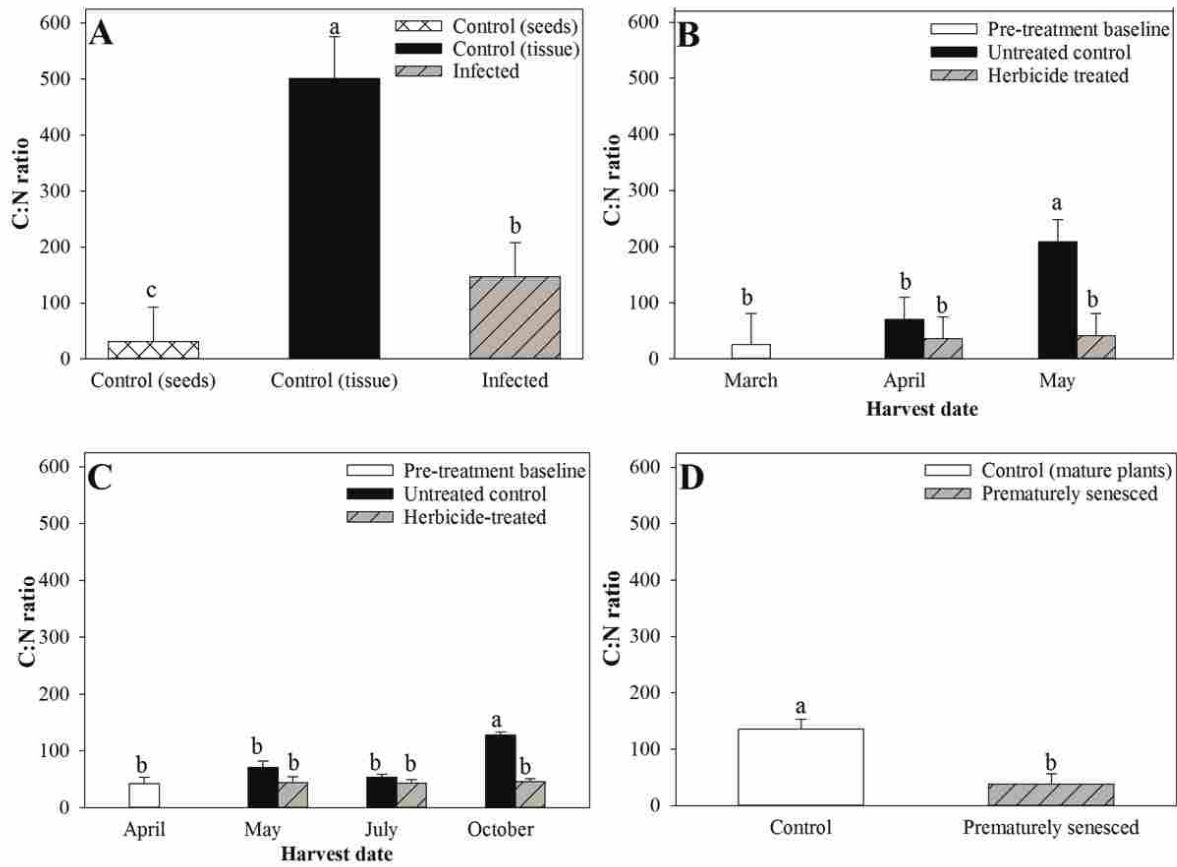 A
Control (seeds)
Control (tissue)
Infected
C:N ratio
600
500
400
300
200
100
0
a
b
c
Control (seeds)
Control (tissue)
Infected
B
Pre-treatment baseline
Untreated control
Herbicide treated
C:N ratio
600
500
400
300
200
100
0
b
b
b
a
b
March
April
May
Harvest date
C
Pre-treatment baseline
Untreated control
Herbicide-treated
C:N ratio
600
500
400
300
200
100
0
b
b
b
b
b
a
b
April
May
July
October
Harvest date
D
Control (mature plants)
Prematurely senesced
C:N ratio
600
500
400
300
200
100
0
a
b
Control
Prematurely senesced